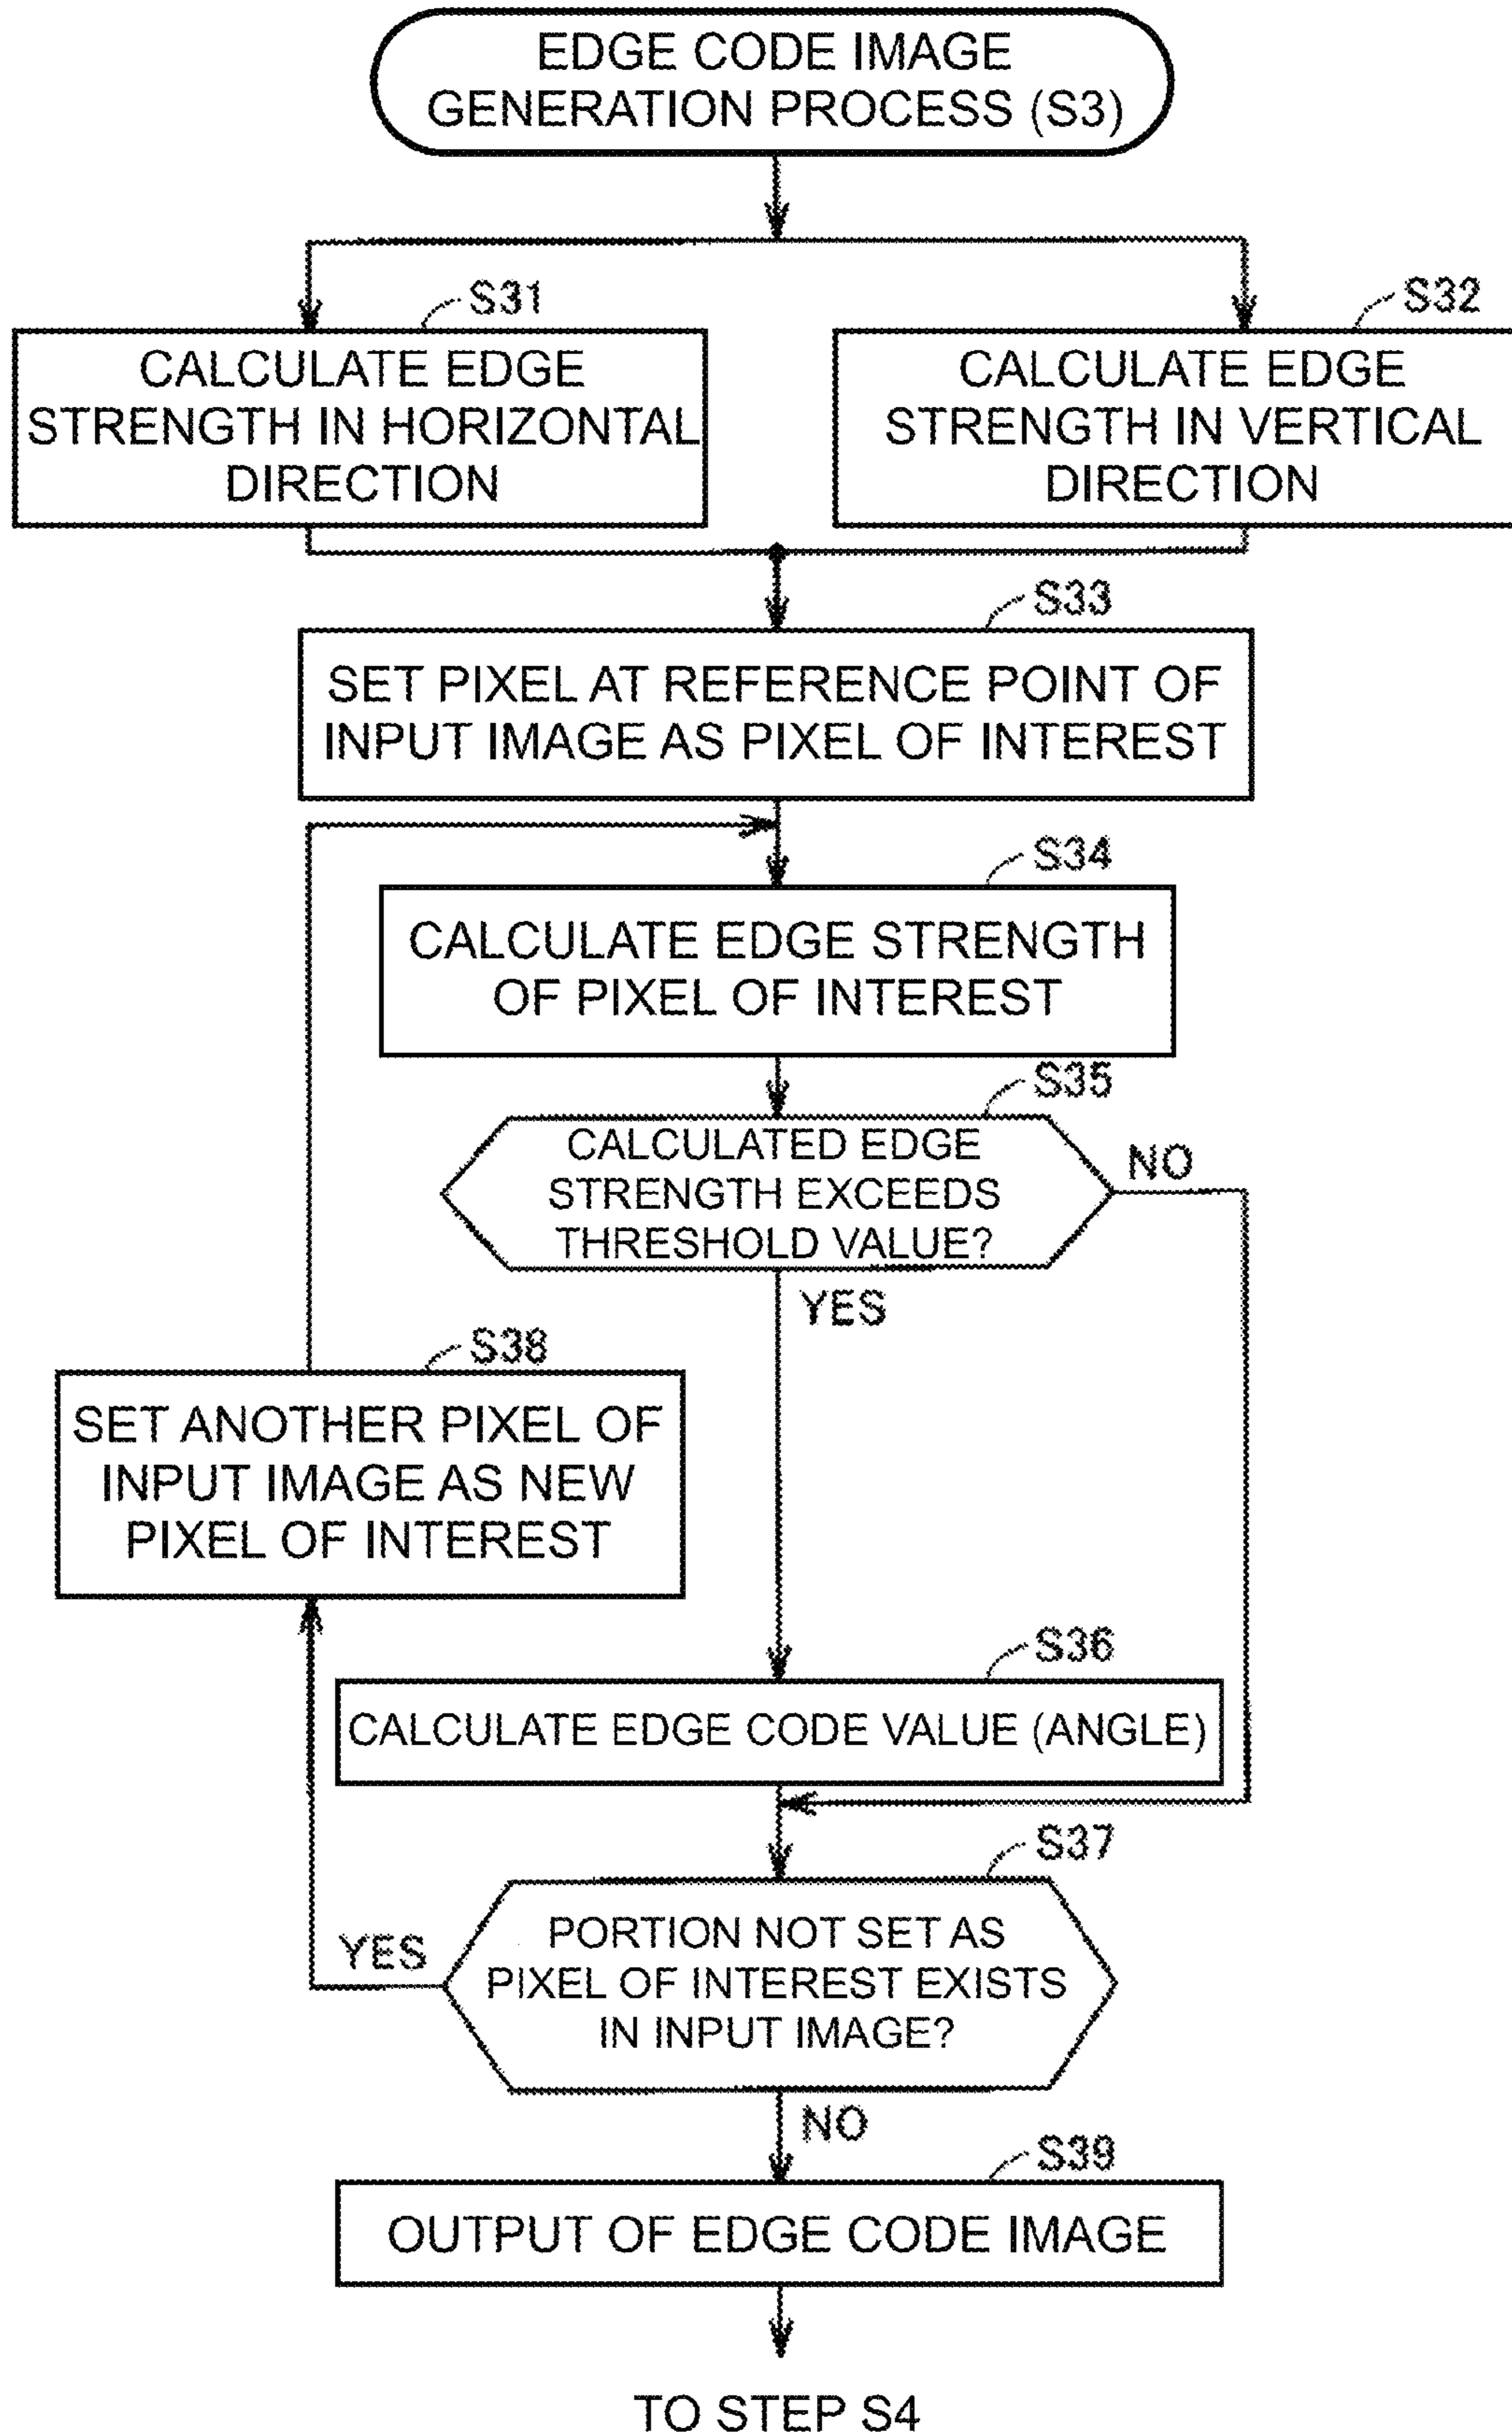 EDGE CODE IMAGE
GENERATION PROCESS (S3)
S31
CALCULATE EDGE
STRENGTH IN HORIZONTAL
DIRECTION
S32
CALCULATE EDGE
STRENGTH IN VERTICAL
DIRECTION
S33
SET PIXEL AT REFERENCE POINT OF
INPUT IMAGE AS PIXEL OF INTEREST
S34
CALCULATE EDGE STRENGTH
OF PIXEL OF INTEREST
S35
CALCULATED EDGE
STRENGTH EXCEEDS
THRESHOLD VALUE?
NO
YES
S38
SET ANOTHER PIXEL OF
INPUT IMAGE AS NEW
PIXEL OF INTEREST
S36
CALCULATE EDGE CODE VALUE (ANGLE)
S37
PORTION NOT SET AS
PIXEL OF INTEREST EXISTS
IN INPUT IMAGE?
YES
NO
S39
OUTPUT OF EDGE CODE IMAGE
TO STEP S4